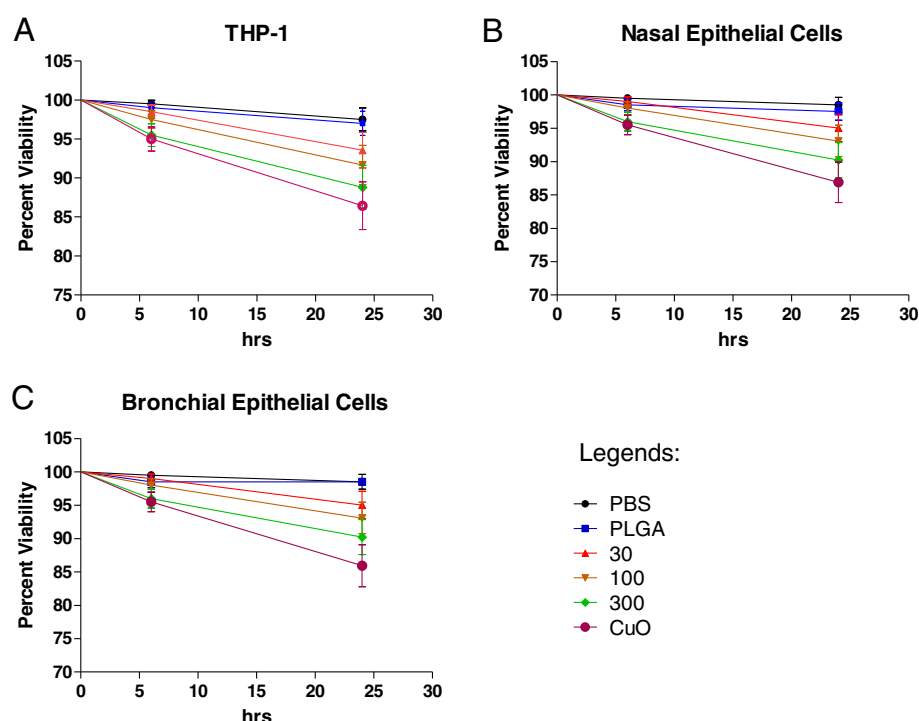 A
THP-1
105
100
95
90
85
80
75
Percent Viability
0 5 10 15 20 25 30
hrs
B
Nasal Epithelial Cells
105
100
95
90
85
80
75
70
Percent Viability
0 5 10 15 20 25 30
hrs
C
Bronchial Epithelial Cells
105
100
95
90
85
80
75
70
Percent Viability
0 5 10 15 20 25 30
hrs
Legends:
PBS
PLGA
30
100
300
CuO